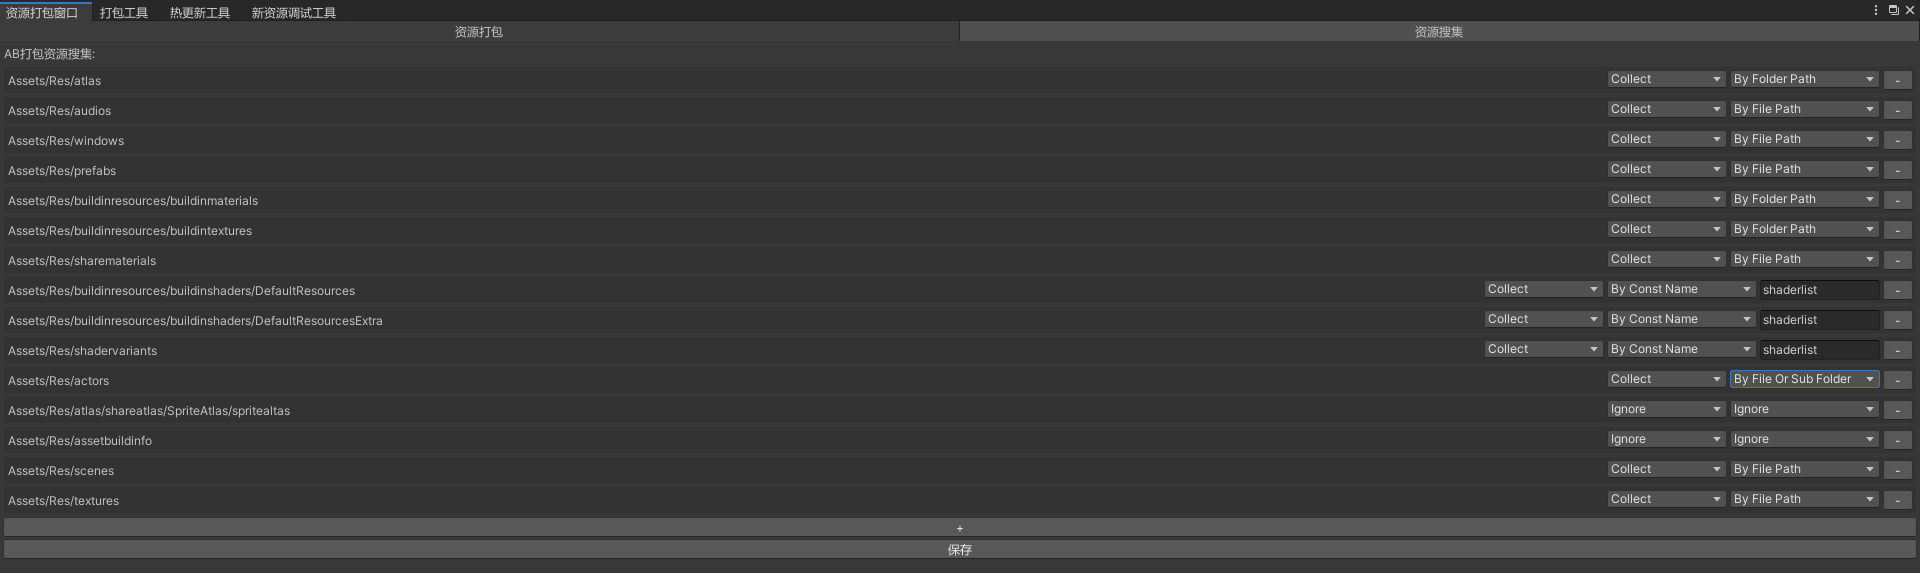 资源打包窗口 打包工具 热更新工具 新资源调试工具
资源打包 资源搜集
AB打包资源搜集:
Assets/Res/atlas Collect By Folder Path -
Assets/Res/audios Collect By File Path -
Assets/Res/windows Collect By File Path -
Assets/Res/prefabs Collect By File Path -
Assets/Res/buildinresources/buildinmaterials Collect By Folder Path -
Assets/Res/buildinresources/buildintextures Collect By Folder Path -
Assets/Res/sharematerials Collect By File Path -
Assets/Res/buildinresources/buildinshaders/DefaultResources Collect By Const Name shaderlist -
Assets/Res/buildinresources/buildinshaders/DefaultResourcesExtra Collect By Const Name shaderlist -
Assets/Res/shadervariants Collect By Const Name shaderlist -
Assets/Res/actors Collect By File Or Sub Folder -
Assets/Res/atlas/shareatlas/SpriteAtlas/spritealtas Ignore Ignore -
Assets/Res/assetbuildinfo Ignore Ignore -
Assets/Res/scenes Collect By File Path -
Assets/Res/textures Collect By File Path -
+
保存